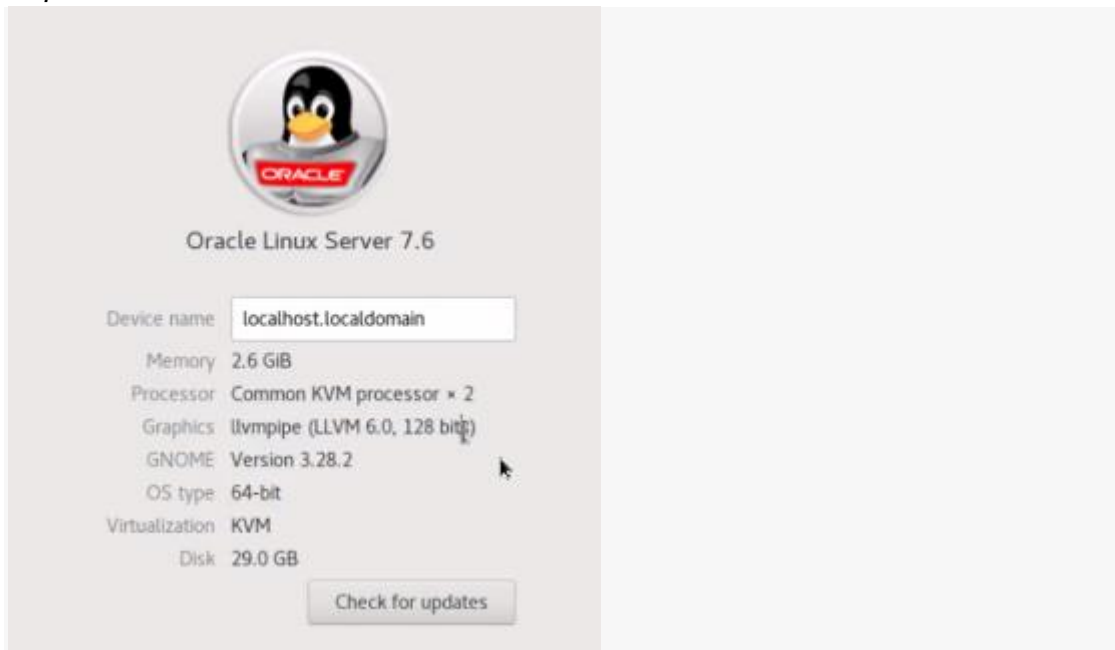 ORACLE
Oracle Linux Server 7.6
Device name localhost.localdomain
Memory 2.6 GiB
Processor Common KVM processor × 2
Graphics llvmpipe (LLVM 6.0, 128 bits)
GNOME Version 3.28.2
OS type 64-bit
Virtualization KVM
Disk 29.0 GB
Check for updates